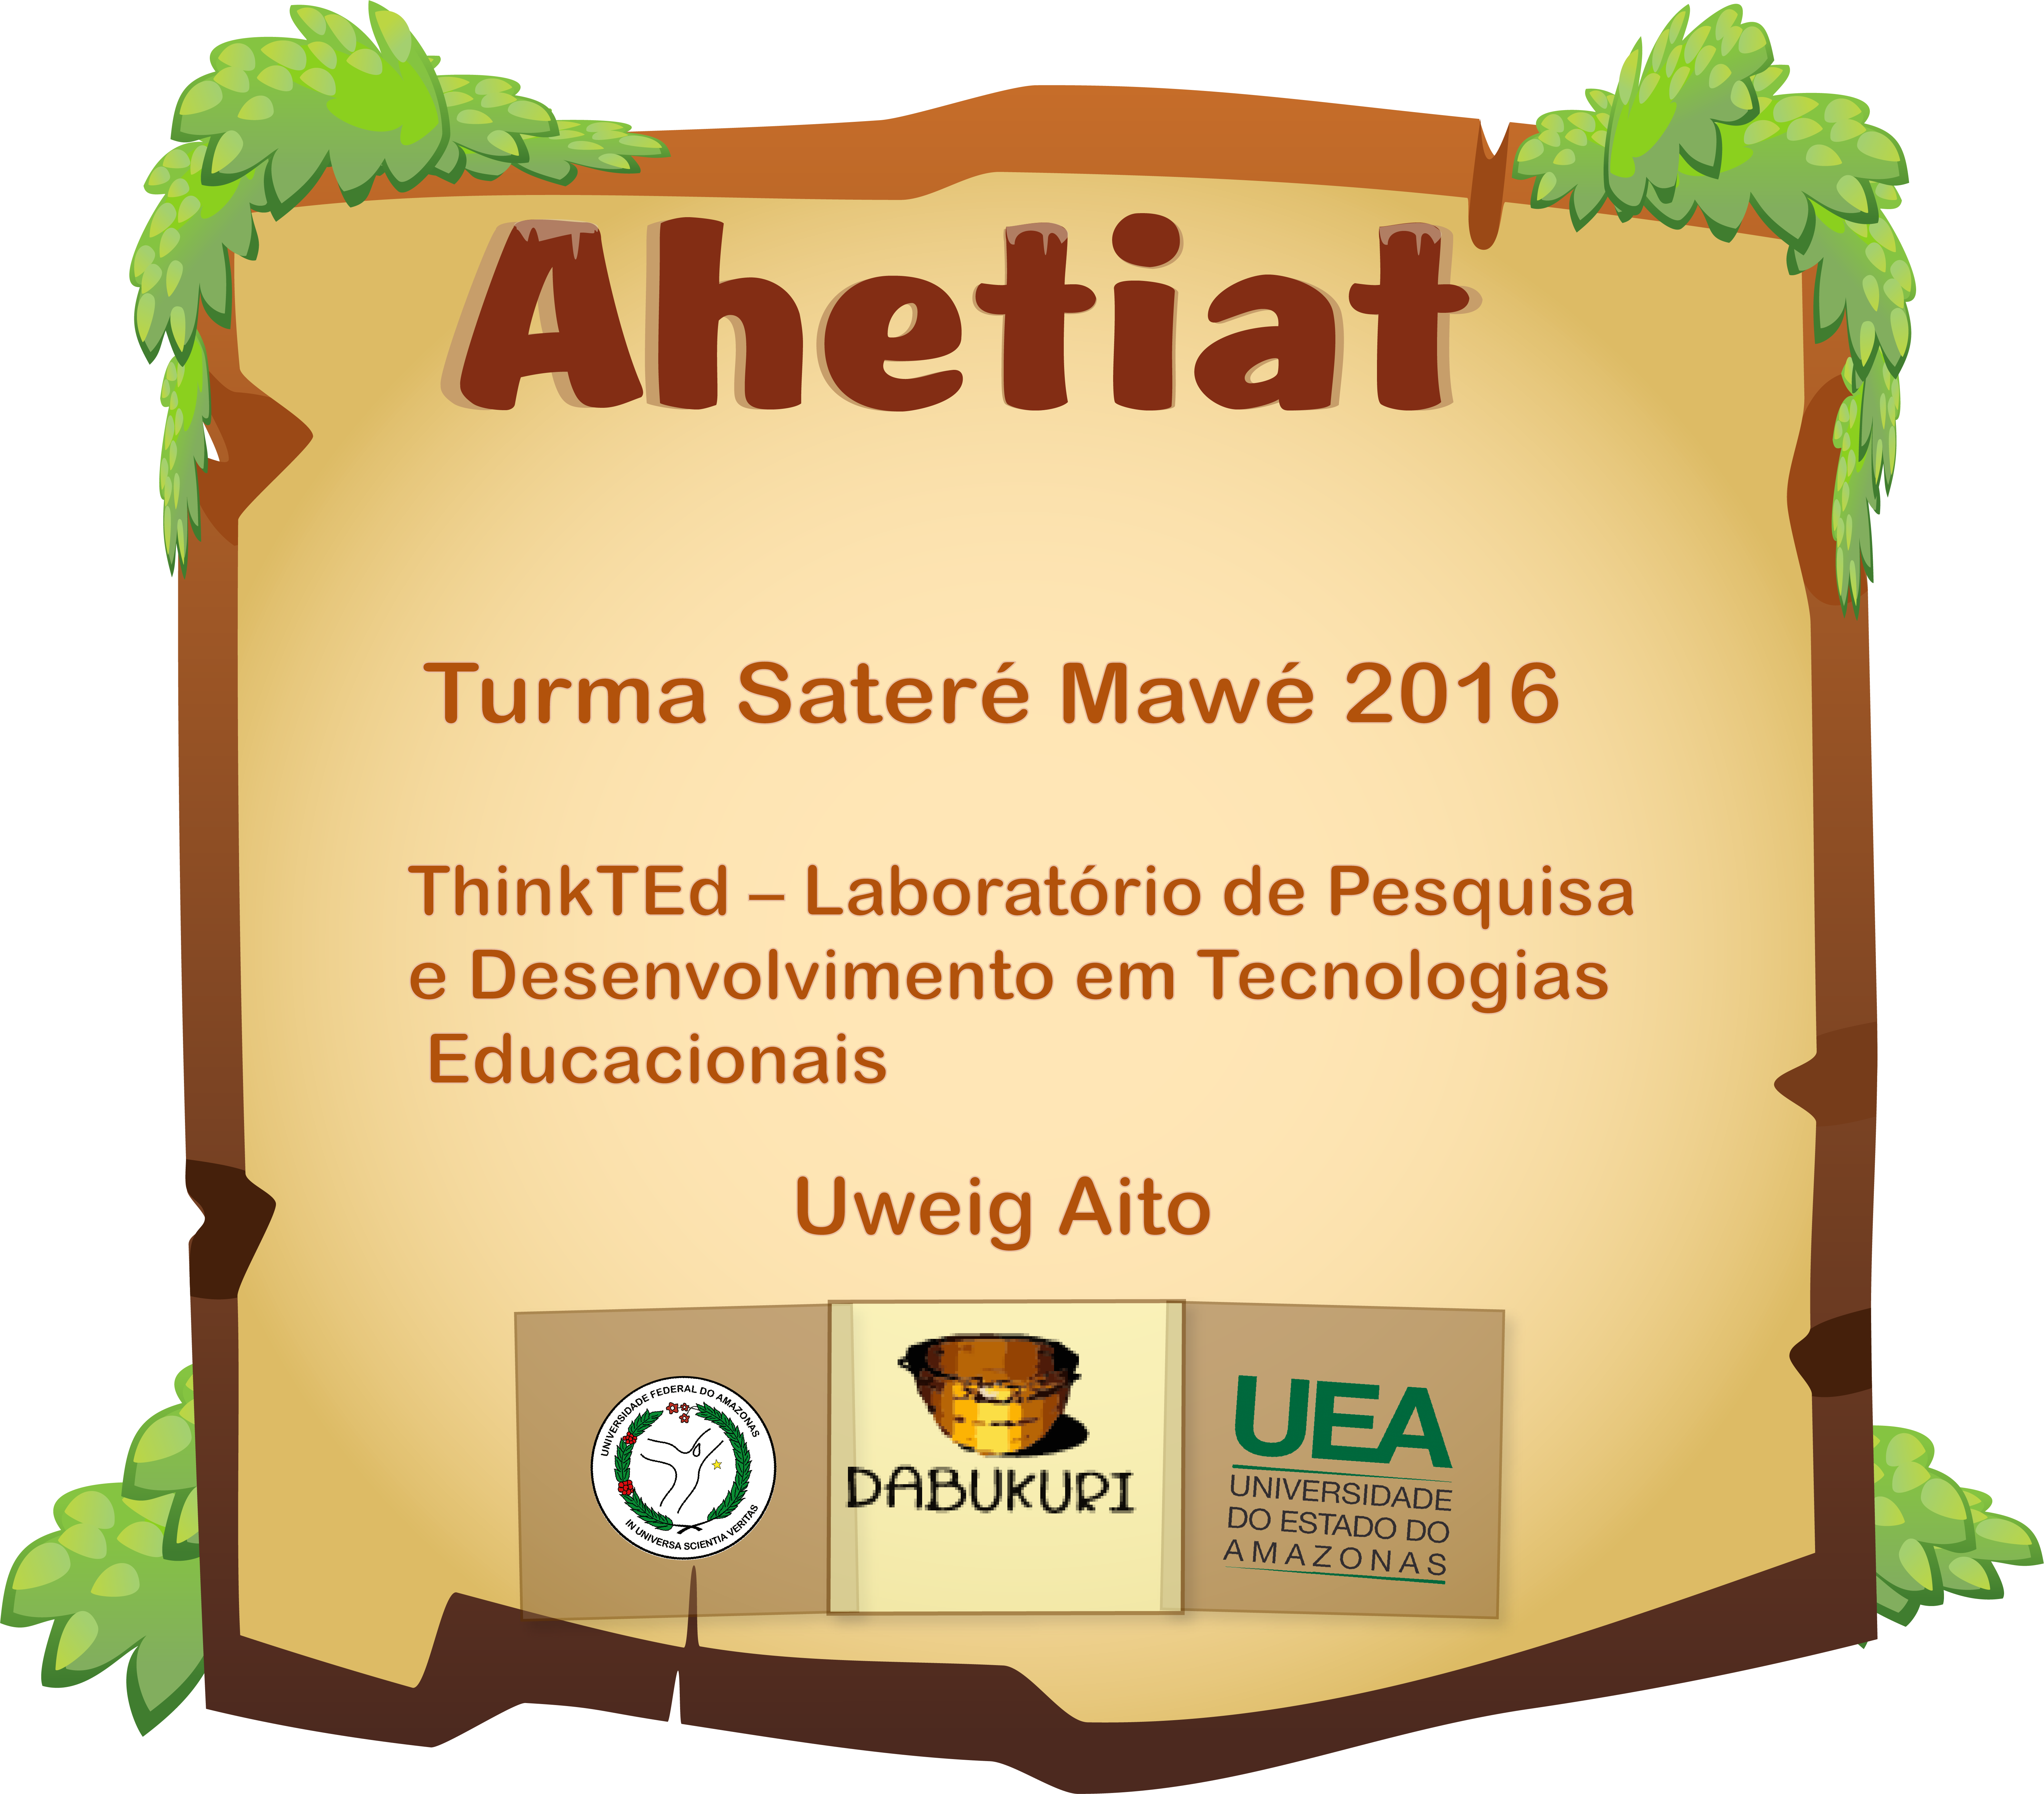 Ahetiat
Turma Sateré Mawé 2016
ThinkTEd – Laboratório de Pesquisa
e Desenvolvimento em Tecnologias
Educacionais
Uweig Aito
UNIVERSIDADE FEDERAL DO AMAZONAS
IN UNIVERSA SCIENTIA VERITAS
DABUKURI
UEA
UNIVERSIDADE
DO ESTADO DO
AMAZONAS